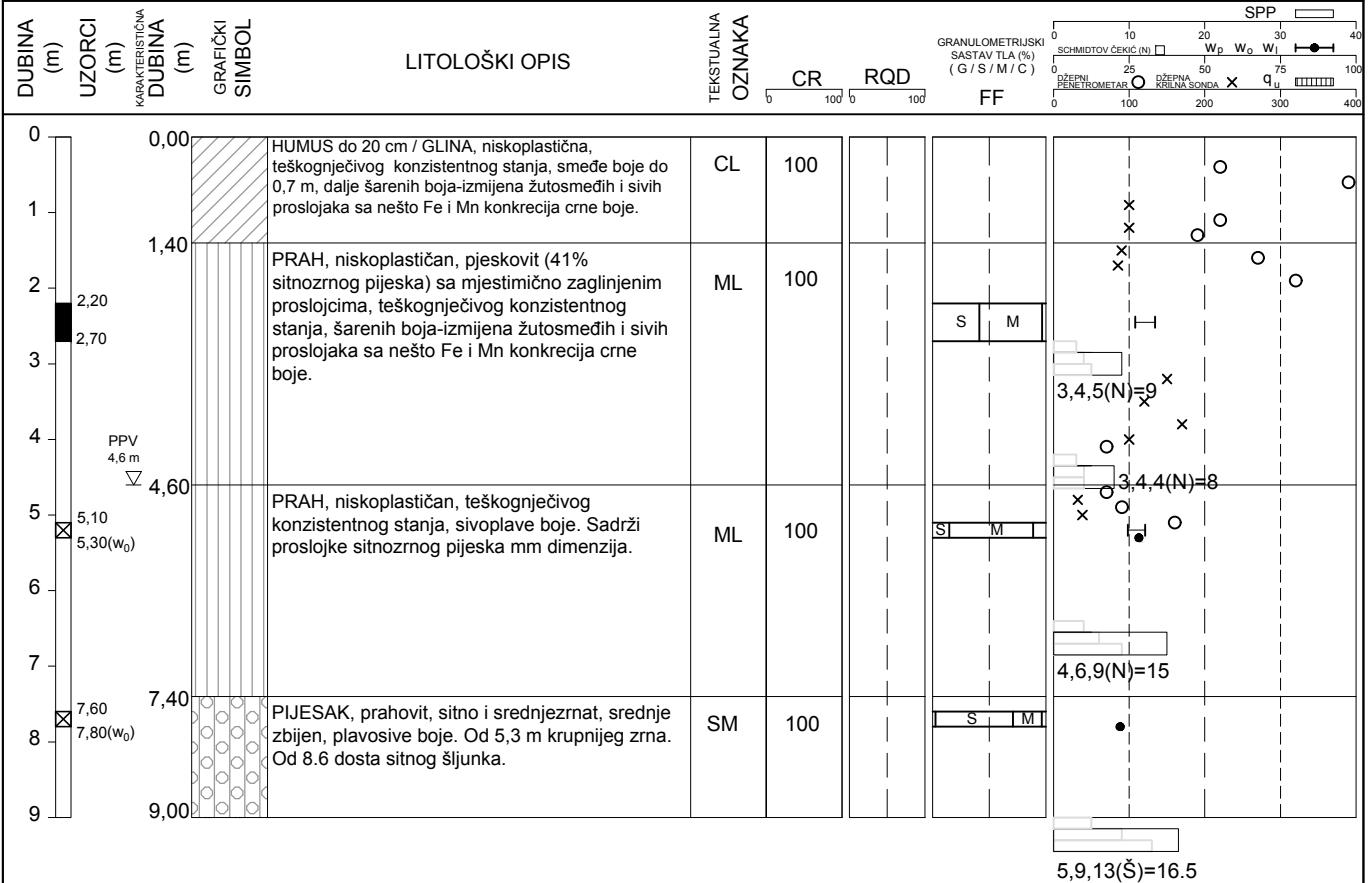 DUBINA
(m)
UZORCI
(m)
KARAKTERISTIČNA
DUBINA
(m)
GRAFIČKI
SIMBOL
LITOLOŠKI OPIS
TEKSTUALNA
OZNAKA
CR
0 100
RQD
0 100
GRANULOMETRIJSKI
SASTAV TLA (%)
( G / S / M / C )
FF
SPP
0 10 20 30 40
SCHMIDTOV ČEKIĆ (N) wp wo wl
0 25 50 75 100
DŽEPNI PENETROMETAR DŽEPNA KRILNA SONDA qu
0 100 200 300 400
0
1
2
3
4
5
6
7
8
9
2,20
2,70
5,10
5,30(w0)
7,60
7,80(w0)
PPV
4,6 m
0,00
HUMUS do 20 cm / GLINA, niskoplastična,
teškognječivog konzistentnog stanja, smeđe boje do
0,7 m, dalje šarenih boja-izmijena žutosmeđih i sivih
proslojaka sa nešto Fe i Mn konkrecija crne boje.
CL
100
1,40
PRAH, niskoplastičan, pjeskovit (41%
sitnozrnog pijeska) sa mjestimično zaglinjenim
proslojcima, teškognječivog konzistentnog
stanja, šarenih boja-izmijena žutosmeđih i sivih
proslojaka sa nešto Fe i Mn konkrecija crne
boje.
ML
100
S M
3,4,5(N)=9
3,4,4(N)=8
4,60
PRAH, niskoplastičan, teškognječivog
konzistentnog stanja, sivoplave boje. Sadrži
proslojke sitnozrnog pijeska mm dimenzija.
ML
100
S M
4,6,9(N)=15
7,40
PIJESAK, prahovit, sitno i srednjezrnat, srednje
zbijen, plavosive boje. Od 5,3 m krupnijeg zrna.
Od 8.6 dosta sitnog šljunka.
SM
100
S M
9,00
5,9,13(Š)=16.5